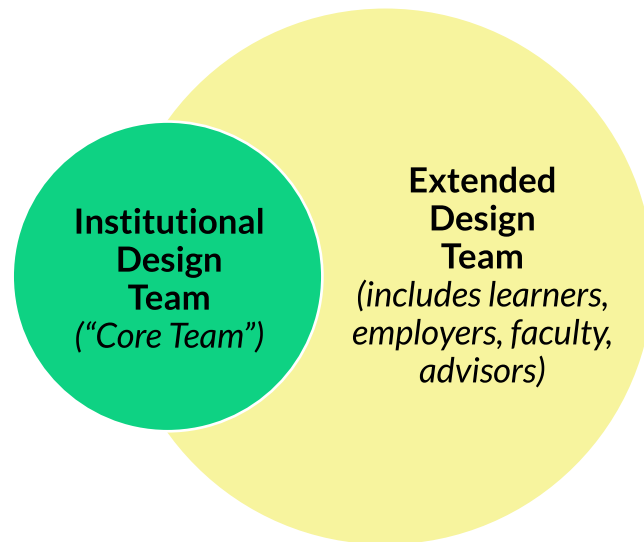 Institutional
Design
Team
(“Core Team”)
Extended
Design
Team
(includes learners,
employers, faculty,
advisors)